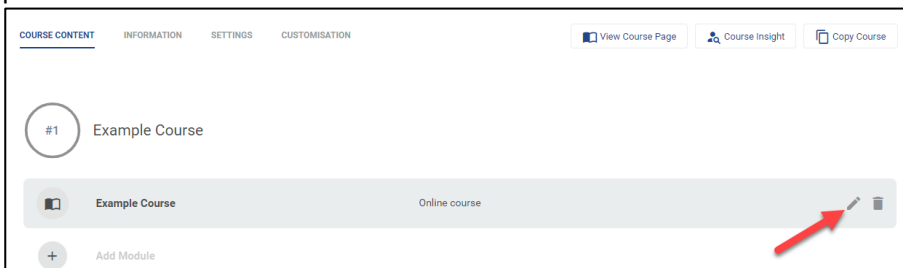 COURSE CONTENT INFORMATION SETTINGS CUSTOMISATION View Course Page Course Insight Copy Course
#1 Example Course
Example Course Online course
+ Add Module